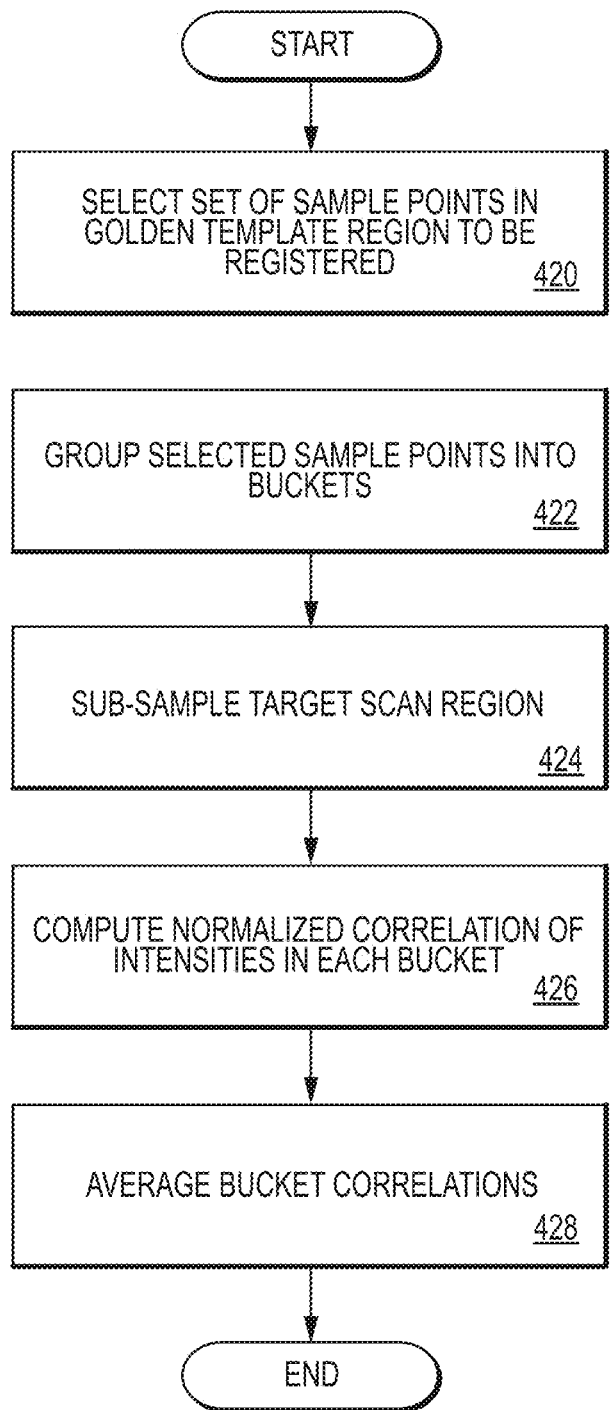 START
SELECT SET OF SAMPLE POINTS IN
GOLDEN TEMPLATE REGION TO BE
REGISTERED
420
GROUP SELECTED SAMPLE POINTS INTO
BUCKETS
422
SUB-SAMPLE TARGET SCAN REGION
424
COMPUTE NORMALIZED CORRELATION OF
INTENSITIES IN EACH BUCKET
426
AVERAGE BUCKET CORRELATIONS
428
END